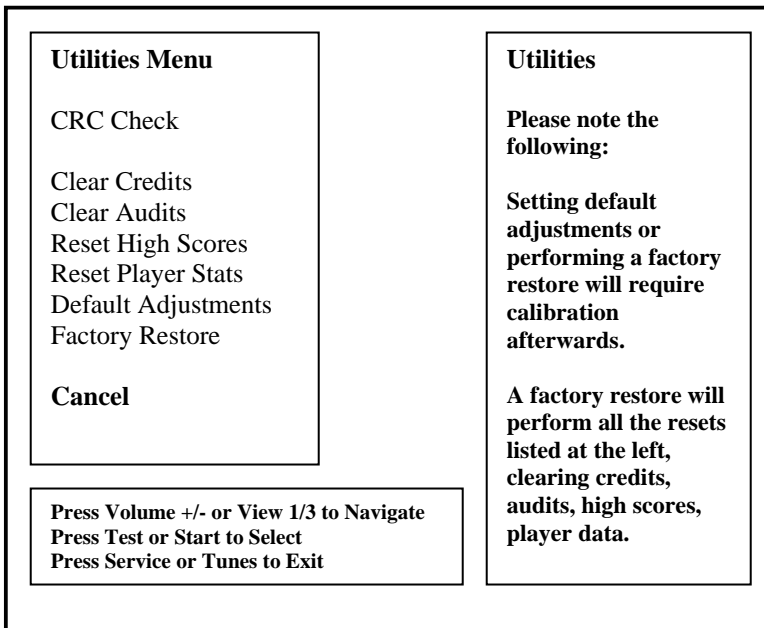 Utilities Menu
CRC Check
Clear Credits
Clear Audits
Reset High Scores
Reset Player Stats
Default Adjustments
Factory Restore
Cancel
Press Volume +/- or View 1/3 to Navigate
Press Test or Start to Select
Press Service or Tunes to Exit
Utilities
Please note the
following:
Setting default
adjustments or
performing a factory
restore will require
calibration
afterwards.
A factory restore will
perform all the resets
listed at the left,
clearing credits,
audits, high scores,
player data.